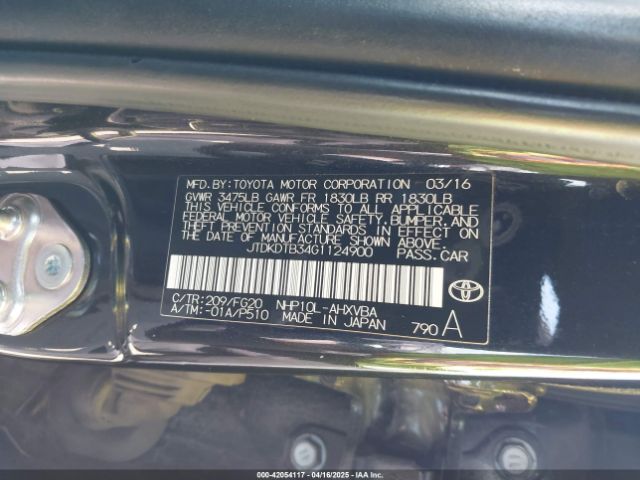 MFD.BY:TOYOTA MOTOR CORPORATION 03/16
GVWR 3475LB GAWR FR 1830LB RR 1830LB
THIS VEHICLE CONFORMS TO ALL APPLICABLE
FEDERAL MOTOR VEHICLE SAFETY,BUMPER,AND
THEFT PREVENTION STANDARDS IN EFFECT ON
THE DATE OF MANUFACTURE SHOWN ABOVE.
JTDKDTB34G1124900 PASS.CAR
C/TR:209/FG20 NHP10L-AHXVBA
A/TM:-01A/P510 MADE IN JAPAN 790 A
000-42054117 | 04/16/2025 | IAAI.COM